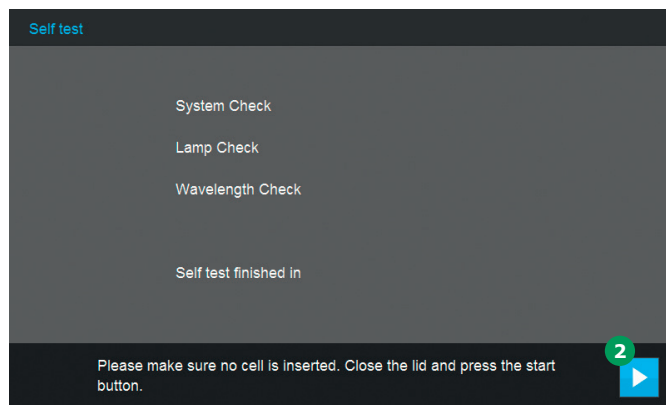 Self test
System Check
Lamp Check
Wavelength Check
Self test finished in
2
Please make sure no cell is inserted. Close the lid and press the start
button.